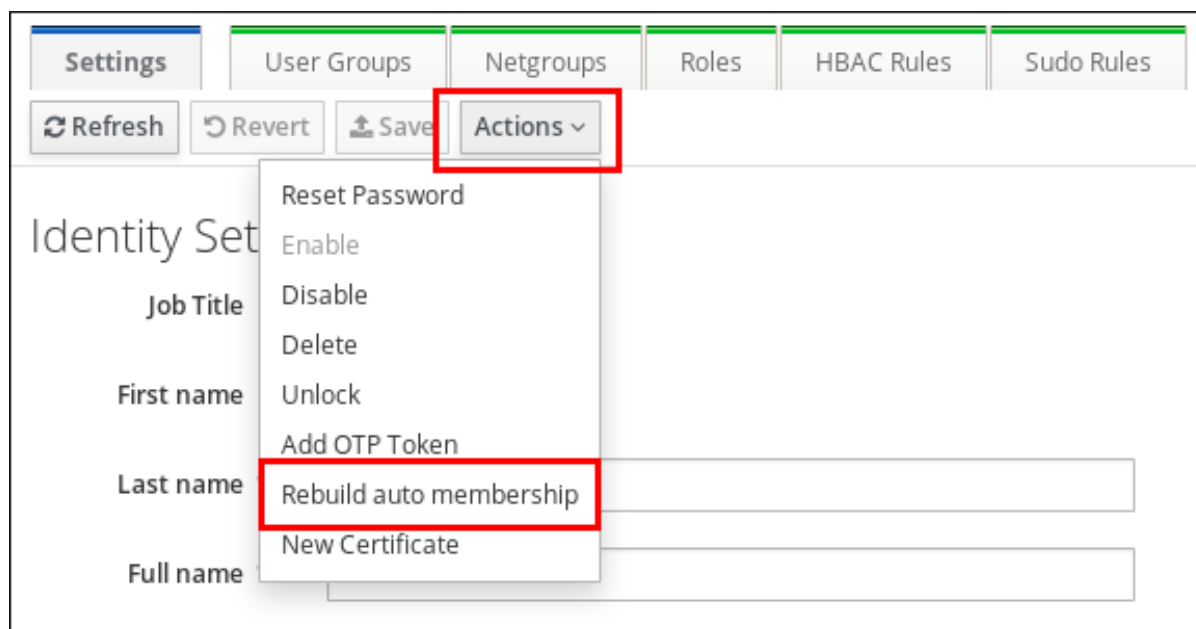 Settings User Groups Netgroups Roles HBAC Rules Sudo Rules
Refresh Revert Save Actions
Reset Password
Identity Set
Enable
Job Title Disable
Delete
First name Unlock
Add OTP Token
Last name Rebuild auto membership
New Certificate
Full name